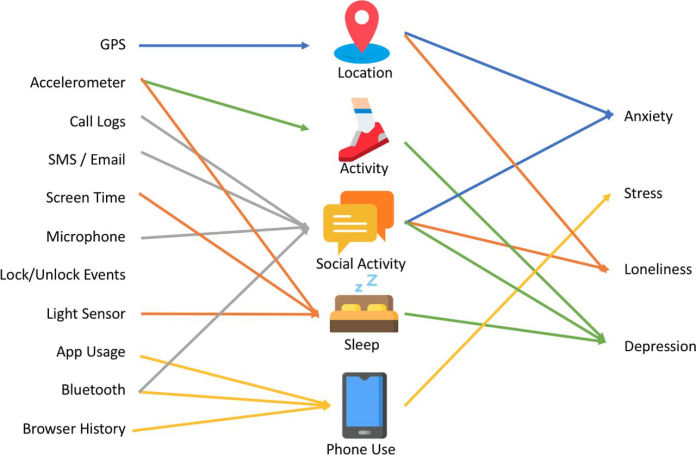 GPS
Accelerometer
Call Logs
SMS / Email
Screen Time
Microphone
Lock/Unlock Events
Light Sensor
App Usage
Bluetooth
Browser History
Location
Activity
Social Activity
z z
Sleep
Phone Use
Anxiety
Stress
Loneliness
Depression